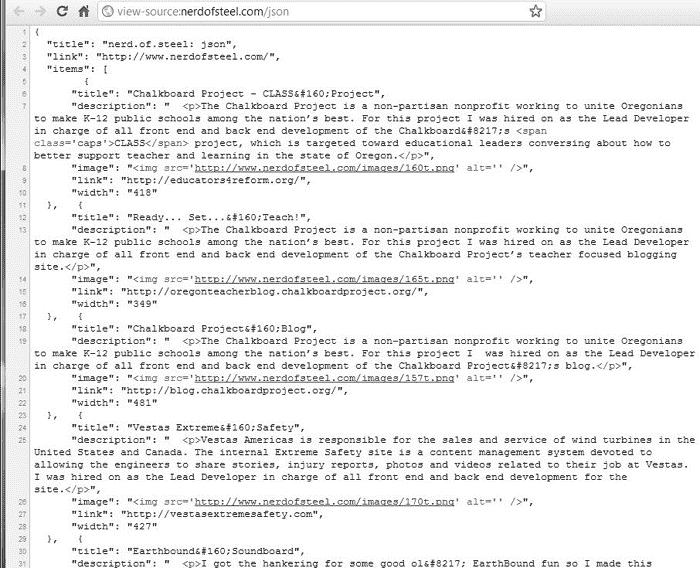 view-source:nerdofsteel.com/json
1 {
2 "title": "nerd.of.steel: json",
3 "link": "http://www.nerdofsteel.com/",
4 "items": [
5 {
6 "title": "Chalkboard Project – CLASS&#160;Project",
7 "description": " <p>The Chalkboard Project is a non-partisan nonprofit working to unite Oregonians
to make K-12 public schools among the nation’s best. For this project I was hired on as the Lead Developer
in charge of all front end and back end development of the Chalkboard&#8217;s <span
class='caps'>CLASS</span> project, which is targeted toward educational leaders conversing about how to
better support teacher and learning in the state of Oregon.</p>",
8 "image": "<img src='http://www.nerdofsteel.com/images/160t.png' alt='' />",
9 "link": "http://educators4reform.org/",
10 "width": "418"
11 }, {
12 "title": "Ready... Set...&#160;Teach!",
13 "description": " <p>The Chalkboard Project is a non-partisan nonprofit working to unite Oregonians
to make K-12 public schools among the nation’s best. For this project I was hired on as the Lead Developer
in charge of all front end and back end development of the Chalkboard Project’s teacher focused blogging
site.</p>",
14 "image": "<img src='http://www.nerdofsteel.com/images/165t.png' alt='' />",
15 "link": "http://oregonteacherblog.chalkboardproject.org/",
16 "width": "349"
17 }, {
18 "title": "Chalkboard Project&#160;Blog",
19 "description": " <p>The Chalkboard Project is a non-partisan nonprofit working to unite Oregonians
to make K-12 public schools among the nation’s best. For this project I  was hired on as the Lead Developer
in charge of all front end and back end development of the Chalkboard Project&#8217;s blog.</p>",
20 "image": "<img src='http://www.nerdofsteel.com/images/157t.png' alt='' />",
21 "link": "http://blog.chalkboardproject.org/",
22 "width": "481"
23 }, {
24 "title": "Vestas Extreme&#160;Safety",
25 "description": " <p>Vestas Americas is responsible for the sales and service of wind turbines in the
United States and Canada. The internal Extreme Safety site is a content management system devoted to
allowing the engineers to share stories, injury reports, photos and videos related to their job at Vestas.
I was hired on as the Lead Developer in charge of all front end and back end development for the
site.</p>",
26 "image": "<img src='http://www.nerdofsteel.com/images/170t.png' alt='' />",
27 "link": "http://vestasextremesafety.com",
28 "width": "427"
29 }, {
30 "title": "Earthbound&#160;Soundboard",
31 "description": " <p>I got the hankering for some good ol&#8217; EarthBound fun so I made this